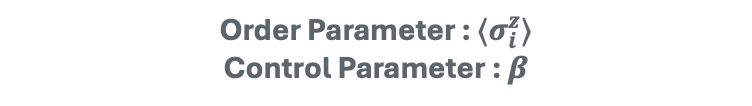 Order Parameter : ⟨σᵢᶻ⟩
Control Parameter : β